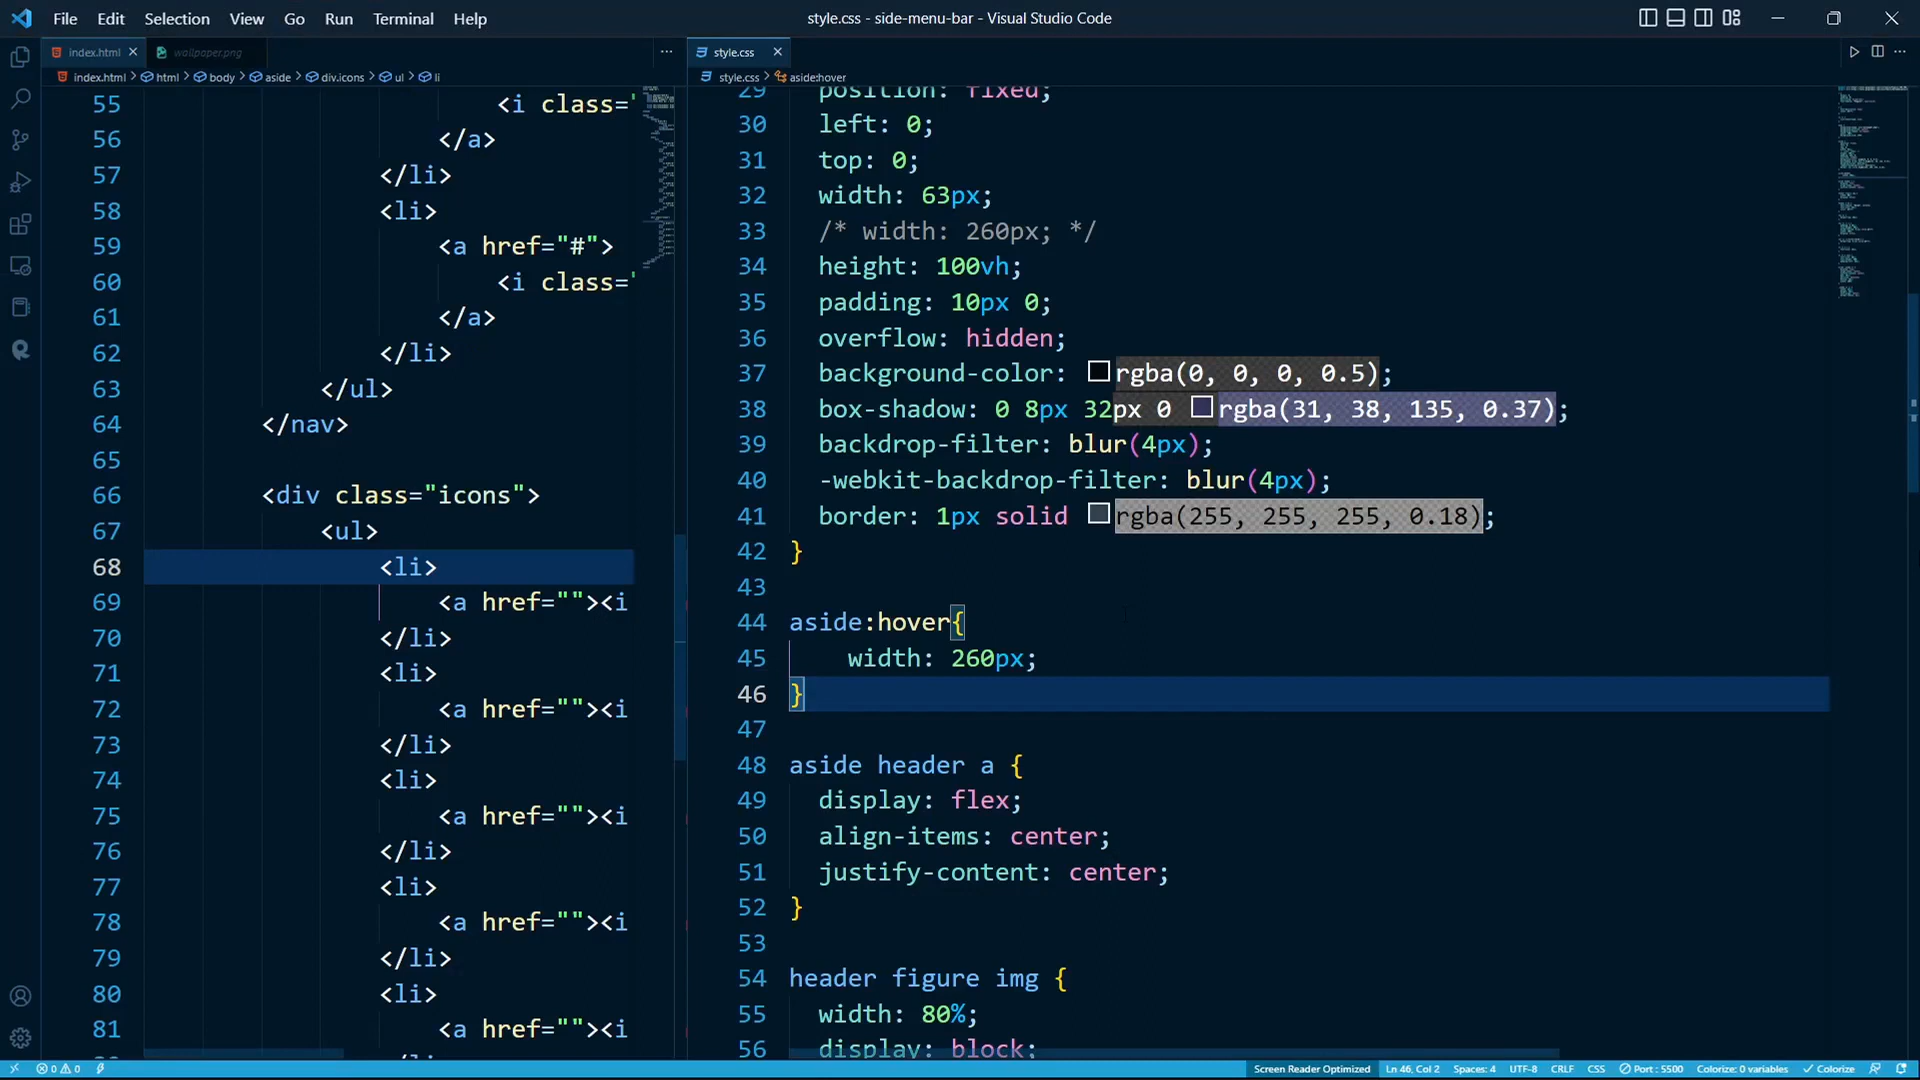 File Edit Selection View Go Run Terminal Help
style.css - side-menu-bar - Visual Studio Code
index.html
wallpaper.png
index.html > html > body > aside > div.icons > ul > li
55 <i class='
56 </a>
57 </li>
58 <li>
59 <a href="#">
60 <i class='
61 </a>
62 </li>
63 </ul>
64 </nav>
65
66 <div class="icons">
67 <ul>
68 <li>
69 <a href=""><i
70 </li>
71 <li>
72 <a href=""><i
73 </li>
74 <li>
75 <a href=""><i
76 </li>
77 <li>
78 <a href=""><i
79 </li>
80 <li>
81 <a href=""><i
style.css
style.css > aside:hover
29 position: fixed;
30 left: 0;
31 top: 0;
32 width: 63px;
33 /* width: 260px; */
34 height: 100vh;
35 padding: 10px 0;
36 overflow: hidden;
37 background-color: rgba(0, 0, 0, 0.5);
38 box-shadow: 0 8px 32px 0 rgba(31, 38, 135, 0.37);
39 backdrop-filter: blur(4px);
40 -webkit-backdrop-filter: blur(4px);
41 border: 1px solid rgba(255, 255, 255, 0.18);
42 }
43
44 aside:hover{
45 width: 260px;
46 }
47
48 aside header a {
49 display: flex;
50 align-items: center;
51 justify-content: center;
52 }
53
54 header figure img {
55 width: 80%;
56 display: block;
0 0
Screen Reader Optimized Ln 46, Col 2 Spaces: 4 UTF-8 CRLF CSS Port : 5500 Colorize: 0 variables Colorize